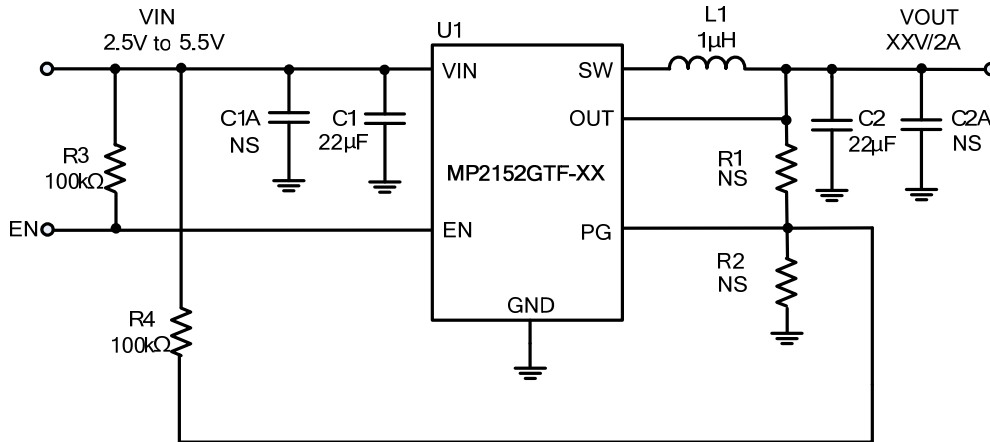 VIN
2.5V to 5.5V
U1
L1
1µH
VOUT
XXV/2A
VIN
SW
C1A
NS
C1
22µF
OUT
C2
22µF
C2A
NS
R3
100kΩ
MP2152GTF-XX
R1
NS
EN
EN
PG
R2
NS
GND
R4
100kΩ